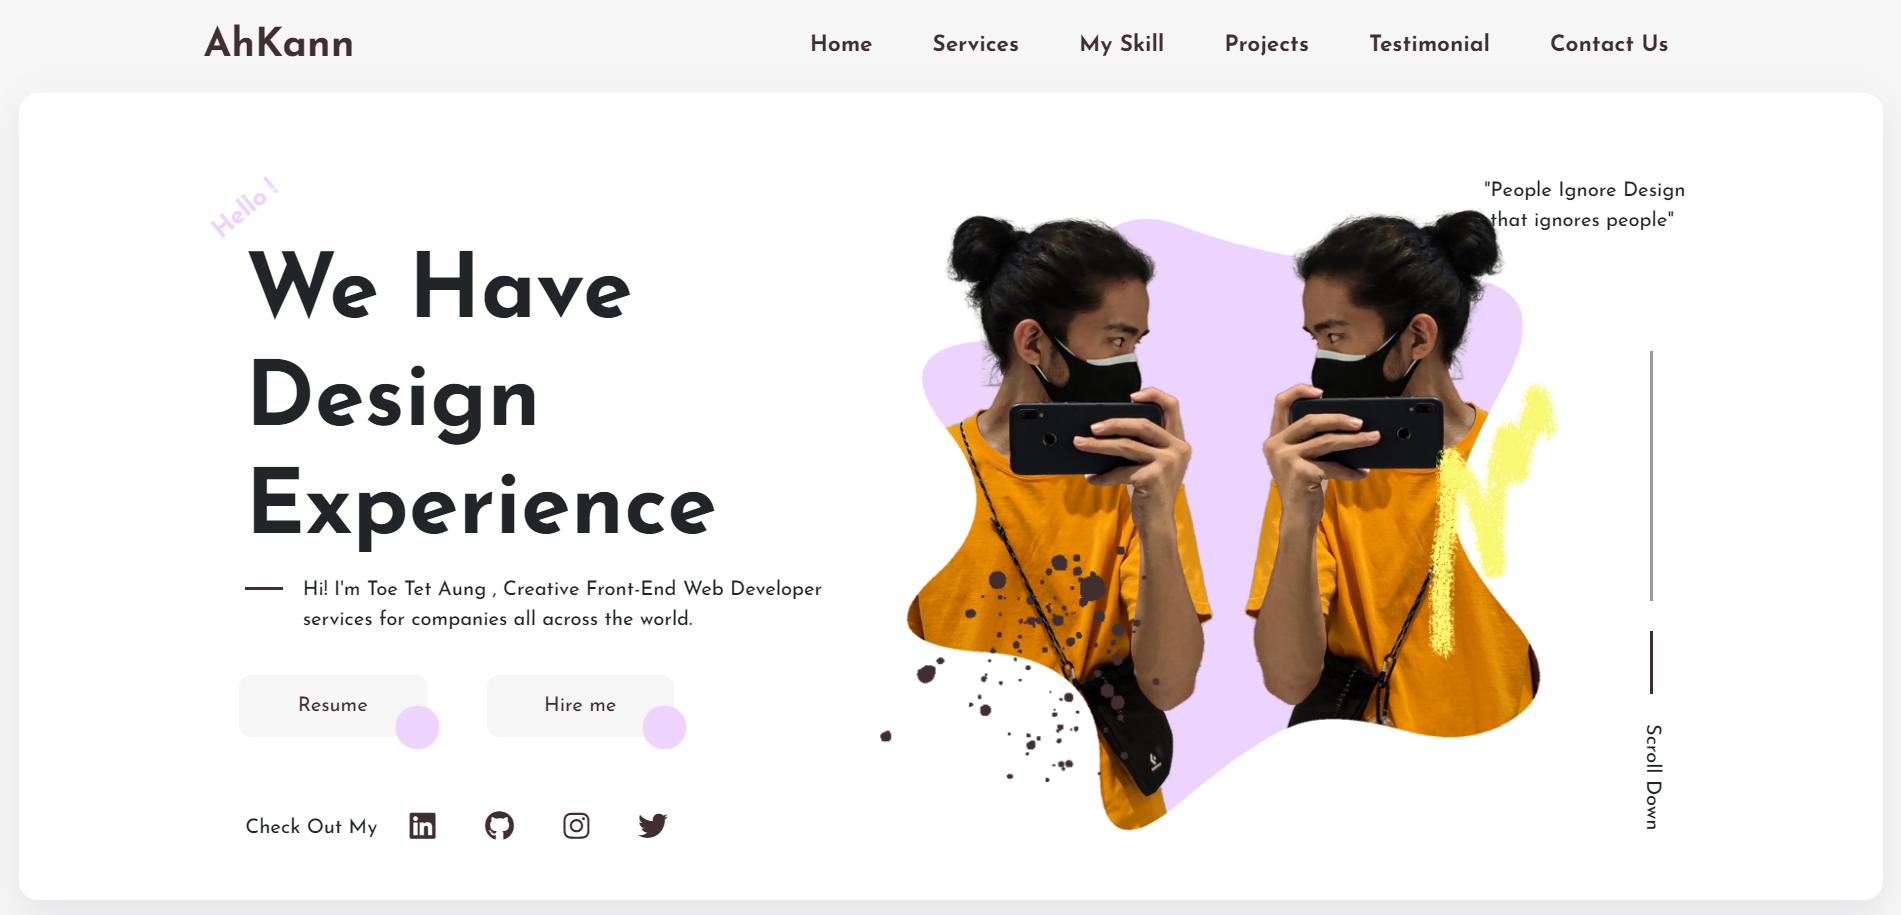 AhKann
Home
Services
My Skill
Projects
Testimonial
Contact Us
Hello !
"People Ignore Design
that ignores people"
We Have
Design
Experience
Hi! I'm Toe Tet Aung , Creative Front-End Web Developer
services for companies all across the world.
Resume
Hire me
Scroll Down
Check Out My